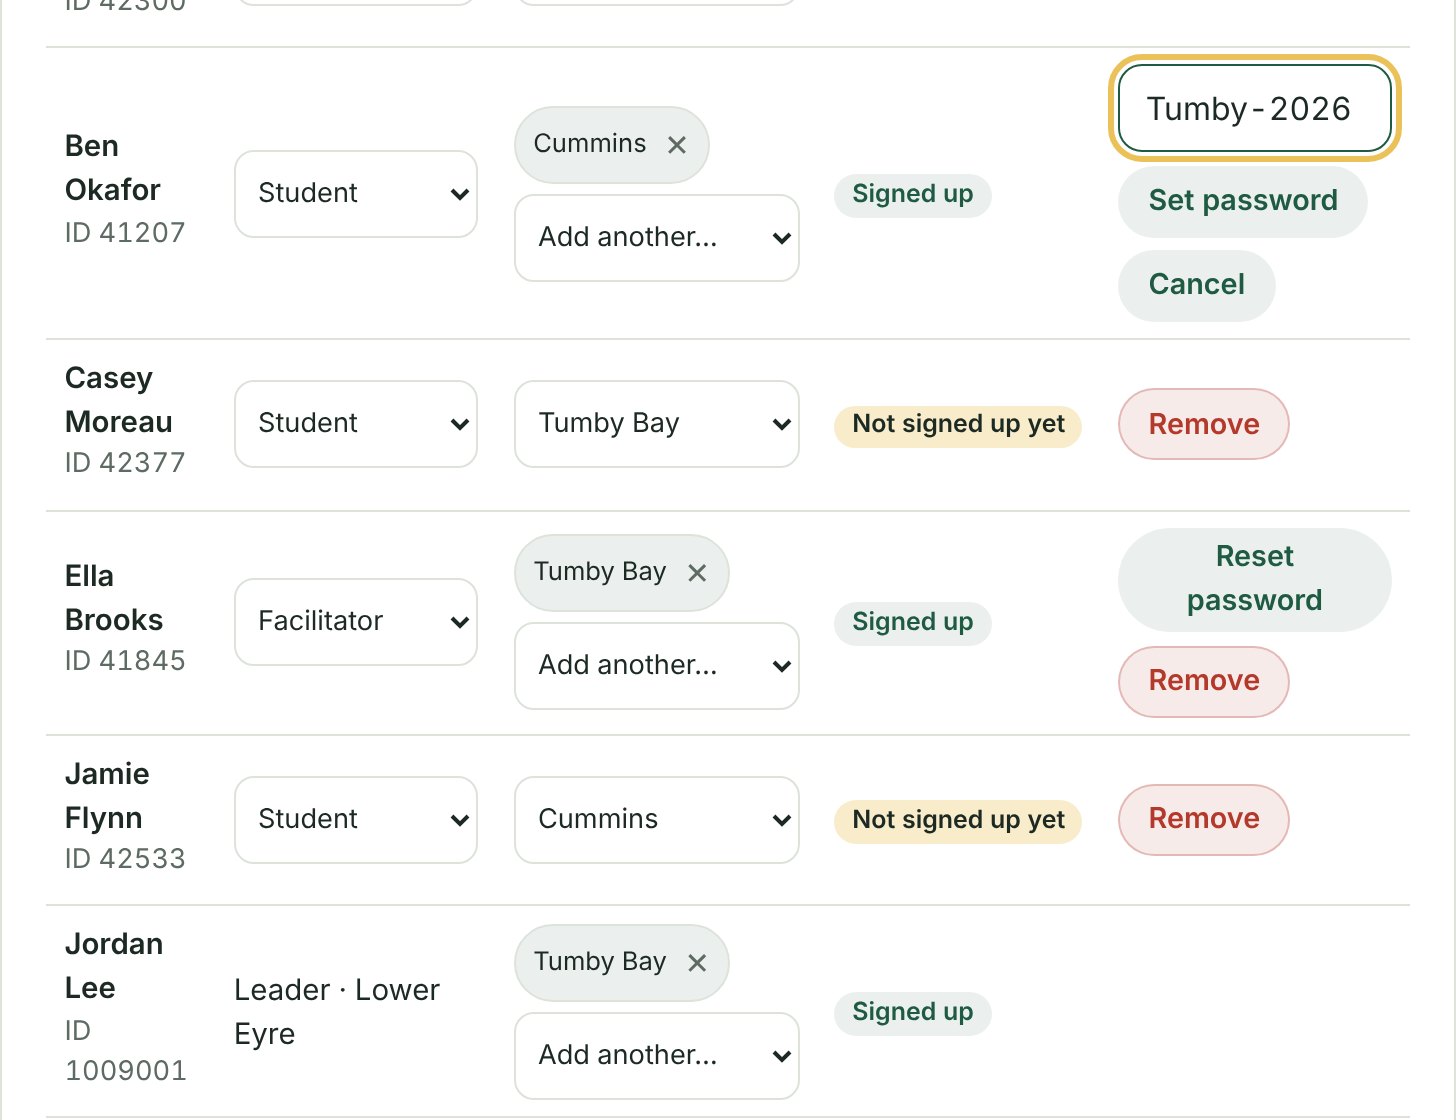 ID 42300
Ben
Okafor
ID 41207
Student
Cummins ✕
Add another...
Signed up
Tumby-2026
Set password
Cancel
Casey
Moreau
ID 42377
Student
Tumby Bay
Not signed up yet
Remove
Ella
Brooks
ID 41845
Facilitator
Tumby Bay ✕
Add another...
Signed up
Reset
password
Remove
Jamie
Flynn
ID 42533
Student
Cummins
Not signed up yet
Remove
Jordan
Lee
ID
1009001
Leader · Lower
Eyre
Tumby Bay ✕
Add another...
Signed up